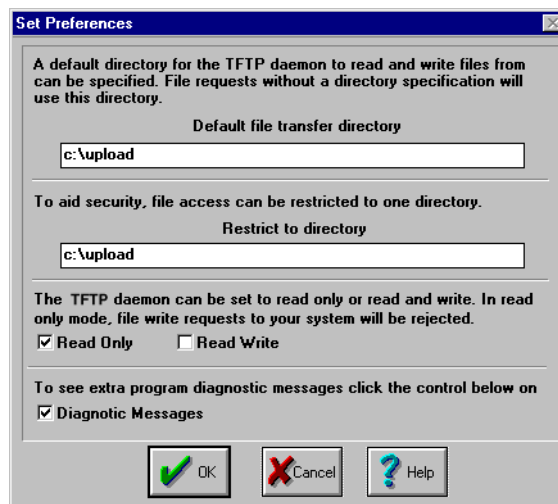 Set Preferences
A default directory for the TFTP daemon to read and write files from
can be specified. File requests without a directory specification will
use this directory.
Default file transfer directory
c:\upload
To aid security, file access can be restricted to one directory.
Restrict to directory
c:\upload
The TFTP daemon can be set to read only or read and write. In read
only mode, file write requests to your system will be rejected.
Read Only Read Write
To see extra program diagnostic messages click the control below on
Diagnotic Messages
OK Cancel Help